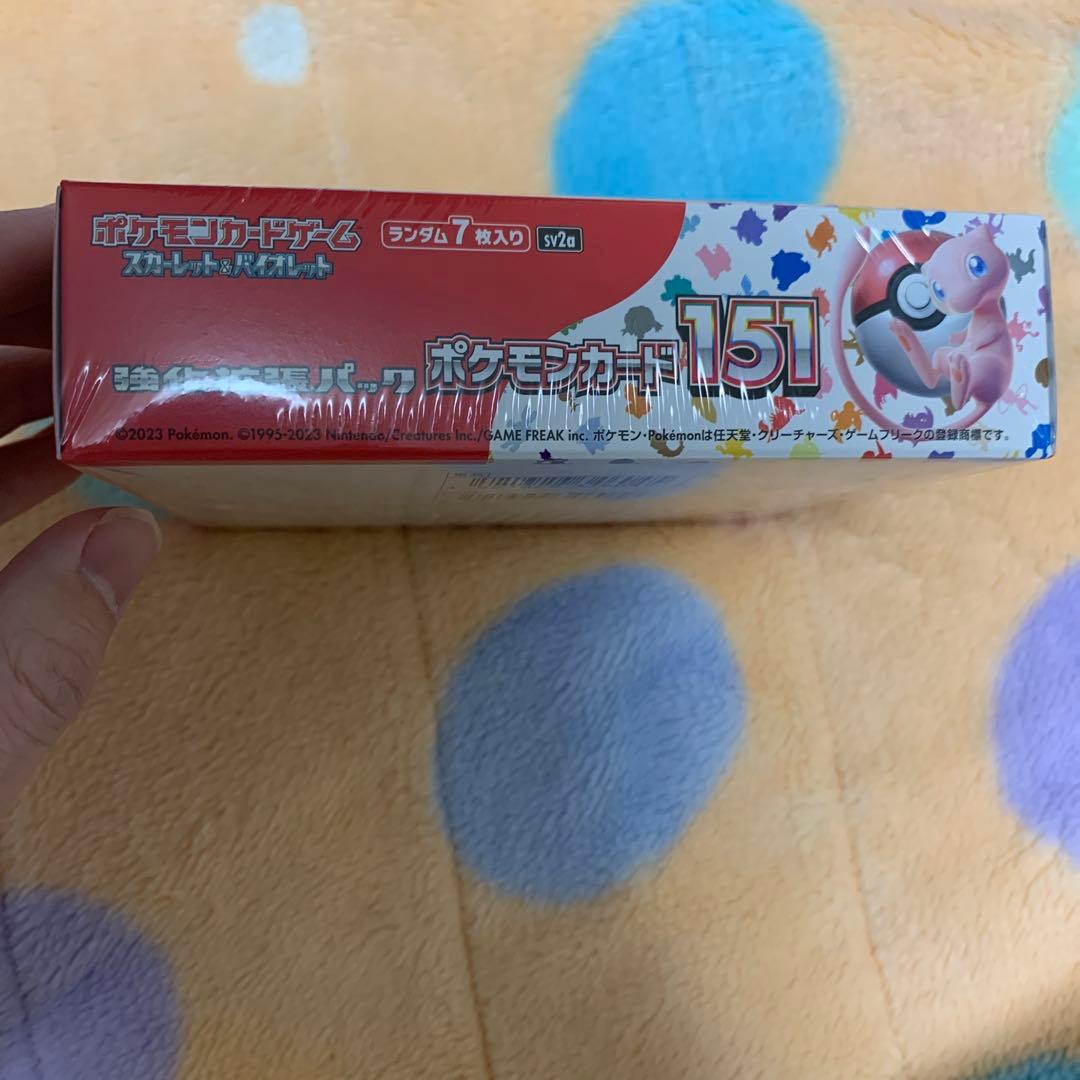 ポケモンカードゲーム
スカーレット&バイオレット
ランダム7枚入り
sv2a
強化拡張パック ポケモンカード151
©2023 Pokémon. ©1995-2023 Nintendo/Creatures Inc./GAME FREAK inc. ポケモン・Pokémonは任天堂・クリーチャーズ・ゲームフリークの登録商標です。